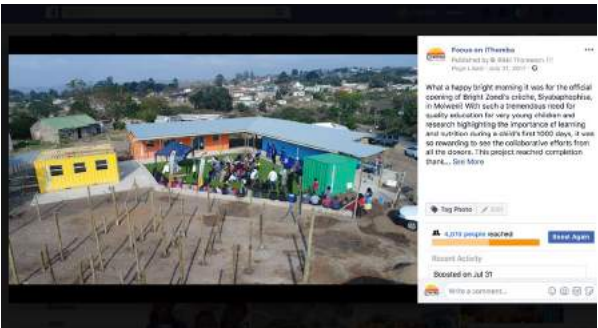 Focus on iThemba
Published by
What a happy bright morning it was for the official
opening of Bright Zond's crèche, Siyabaphephisa,
in Molweni! With such a tremendous need for
quality education for very young children and
research highlighting the importance of learning
and nutrition during a child's first 1000 days, it was
so rewarding to see the collaborative efforts from
all the donors. This project reached completion
thank... See More
Tag Photo Edit
people reached
Boost Again
Recent Activity
Boosted on Jul 31
Write a comment...